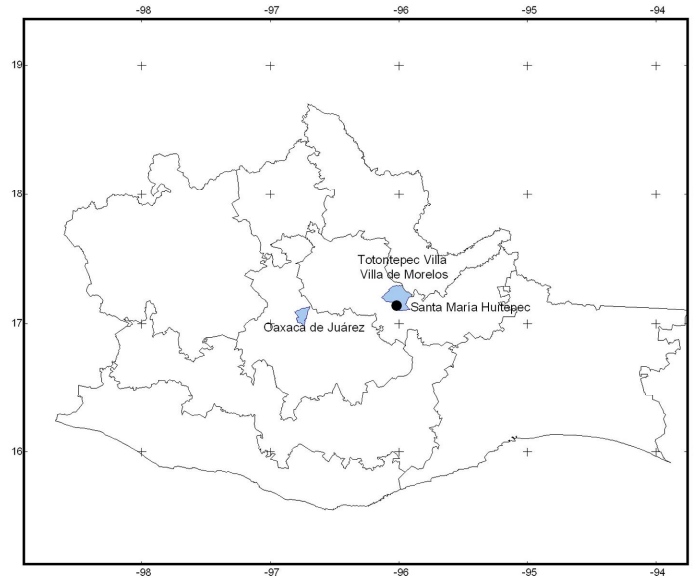 -98 -97 -96 -95 -94
19
18
Totontepec Villa
Villa de Morelos
Santa María Huitepec
17
Oaxaca de Juárez
16
-98 -97 -96 -95 -94